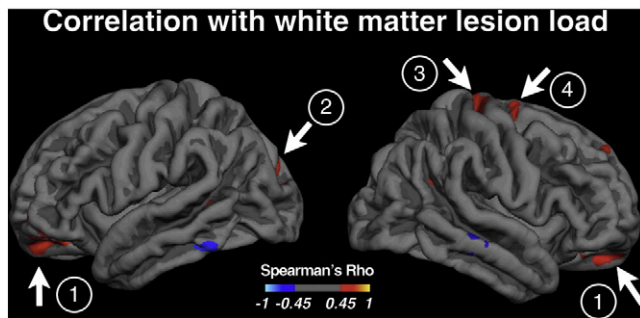 Correlation with white matter lesion load
3
4
2
1
Spearman's Rho
-1 -0.45 0.45 1
1